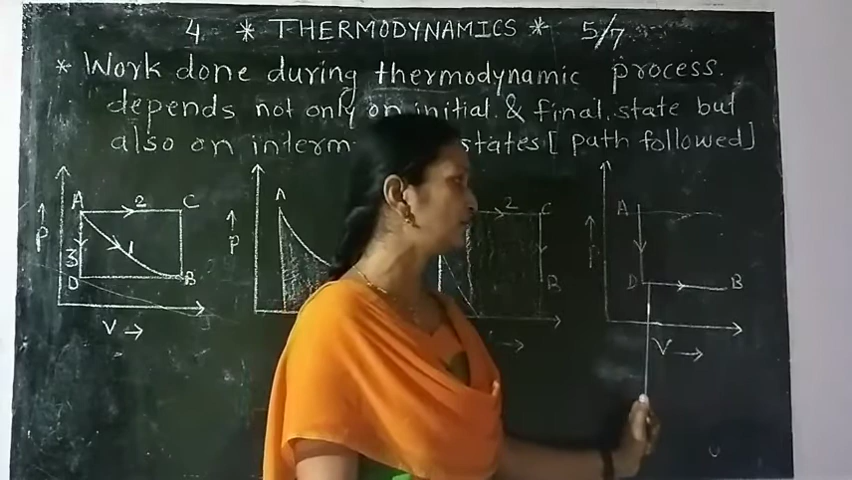 4 * THERMODYNAMICS * 5/7
* Work done during thermodynamic process.
depends not only on initial & final state but
also on interm states [ path followed ]
A 2 C
P
1
3
D B
V →
A
P
2 C
B
→
A
P
D B
V →